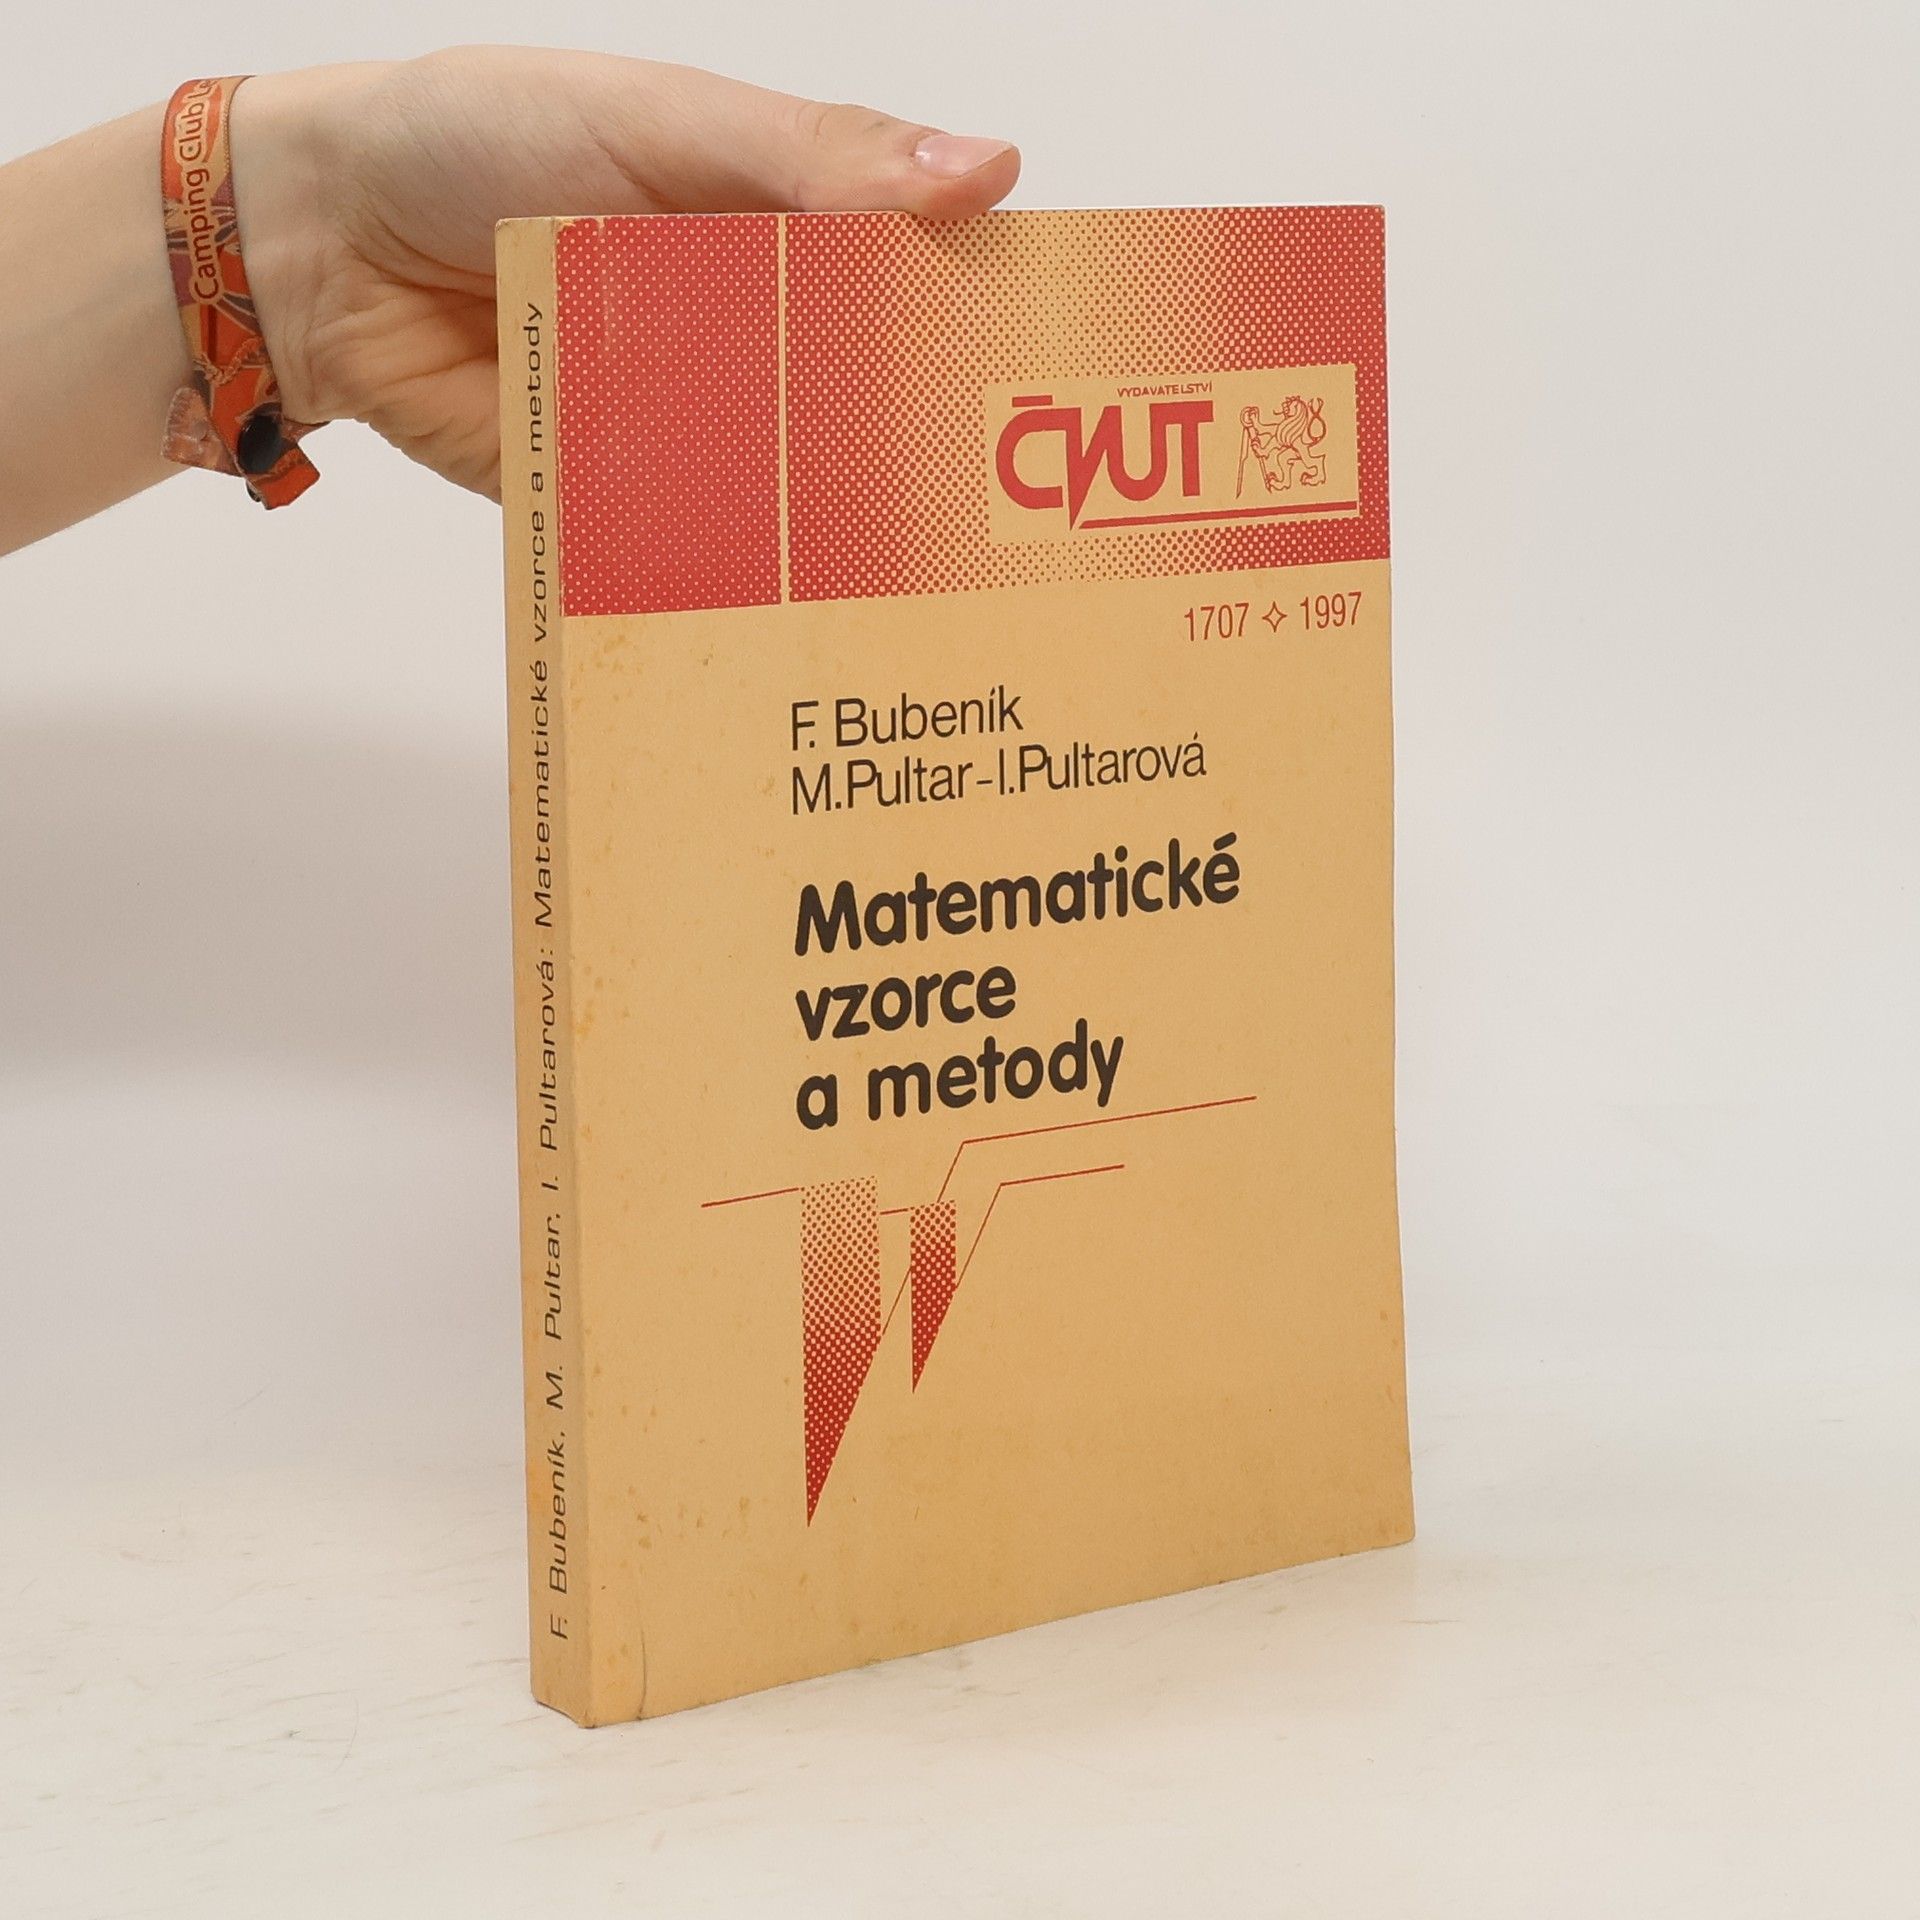 Camping Club
VYDAVATELSTVÍ
ČVUT
1707 ✧ 1997
F. Bubeník
M.Pultar-I.Pultarová
Matematické
vzorce
a metody
F. Bubeník, M. Pultar, I. Pultarová: Matematické vzorce a metody